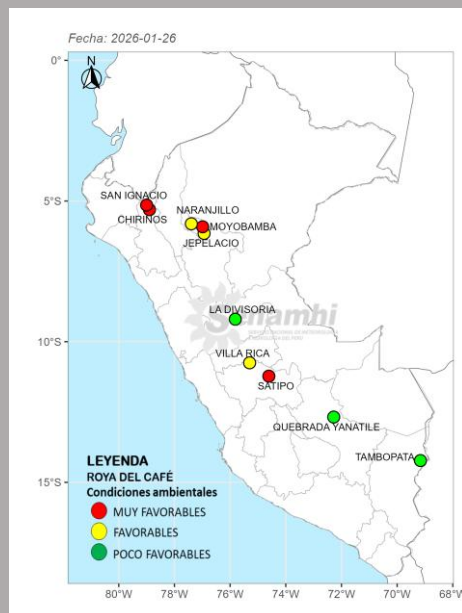 Fecha: 2026-01-26
N
0°
5°S
10°S
15°S
SAN IGNACIO
CHIRINOS
NARANJILLO
MOYOBAMBA
JEPELACIO
LA DIVISORIA
Senamhi
VILLA RICA
SATIPO
QUEBRADA YANATILE
TAMBOPATA
LEYENDA
ROYA DEL CAFÉ
Condiciones ambientales
MUY FAVORABLES
FAVORABLES
POCO FAVORABLES
80°W 78°W 76°W 74°W 72°W 70°W 68°W